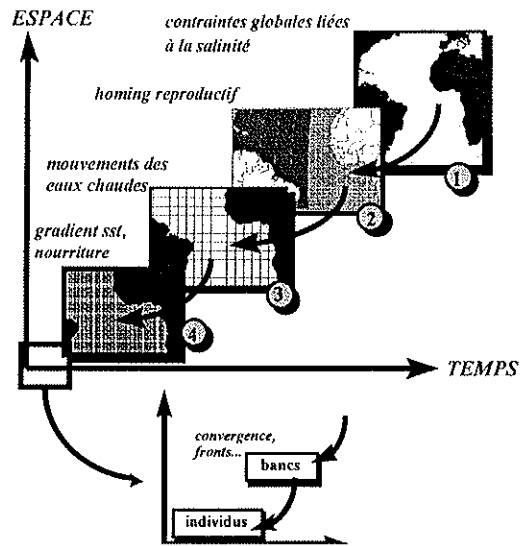 ESPACE
contraintes globales liées
à la salinité
homing reproductif
1
mouvements des
eaux chaudes
2
gradient sst,
nourriture
3
4
TEMPS
convergence,
fronts...
bancs
individus